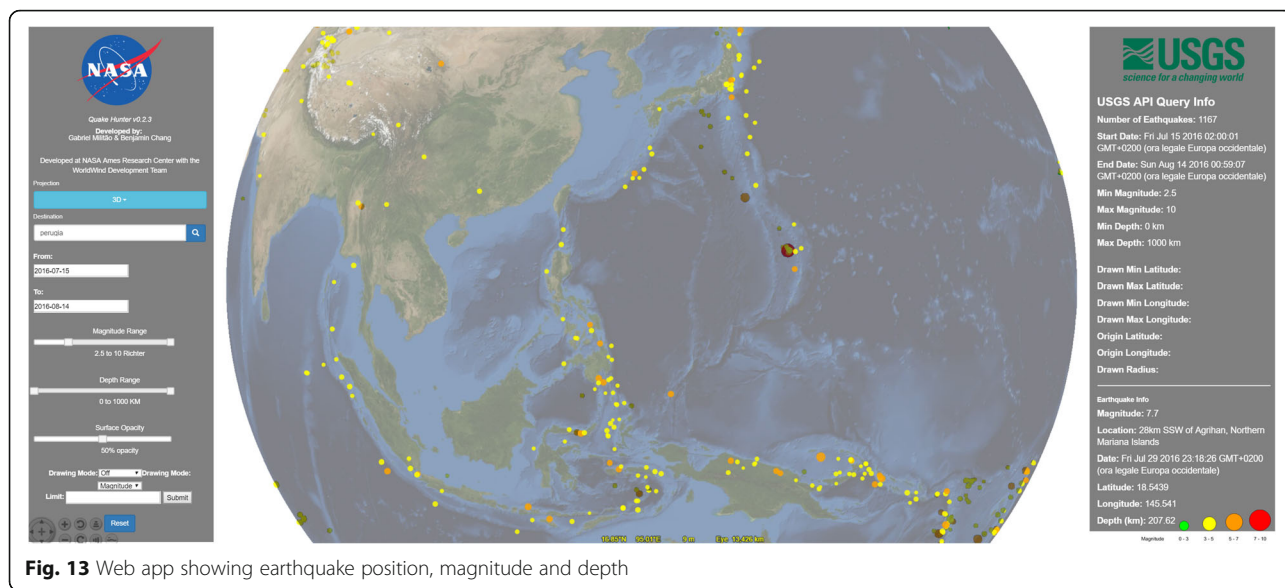 NASA
Quake Hunter v0.2.3
Developed by:
Gabriel Militão & Benjamin Chang
Developed at NASA Ames Research Center with the
WorldWind Development Team
Projection
3D
Destination
perugia
From:
2016-07-15
To:
2016-08-14
Magnitude Range
2.5 to 10 Richter
Depth Range
0 to 1000 KM
Surface Opacity
50% opacity
Drawing Mode: Off Drawing Mode:
Magnitude
Limit: Submit
Reset
16.85°N 95.01°E 9 m Eye: 13,426 km
USGS
science for a changing world
USGS API Query Info
Number of Eathquakes: 1167
Start Date: Fri Jul 15 2016 02:00:01
GMT+0200 (ora legale Europa occidentale)
End Date: Sun Aug 14 2016 00:59:07
GMT+0200 (ora legale Europa occidentale)
Min Magnitude: 2.5
Max Magnitude: 10
Min Depth: 0 km
Max Depth: 1000 km
Drawn Min Latitude:
Drawn Max Latitude:
Drawn Min Longitude:
Drawn Max Longitude:
Origin Latitude:
Origin Longitude:
Drawn Radius:
Earthquake Info
Magnitude: 7.7
Location: 28km SSW of Agrihan, Northern
Mariana Islands
Date: Fri Jul 29 2016 23:18:26 GMT+0200
(ora legale Europa occidentale)
Latitude: 18.5439
Longitude: 145.541
Depth (km): 207.62
Magnitude 0 - 3 3 - 5 5 - 7 7 - 10
Fig. 13 Web app showing earthquake position, magnitude and depth